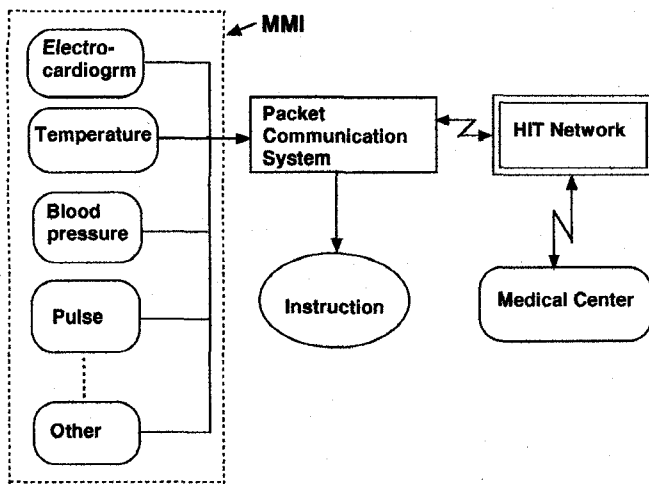 MMI
Electro-
cardiogrm
Temperature
Blood
pressure
Pulse
Other
Packet
Communication
System
Instruction
HIT Network
Medical Center